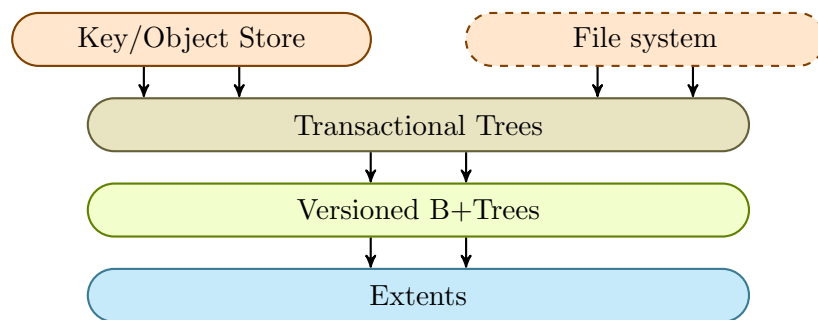 Key/Object Store
File system
Transactional Trees
Versioned B+Trees
Extents